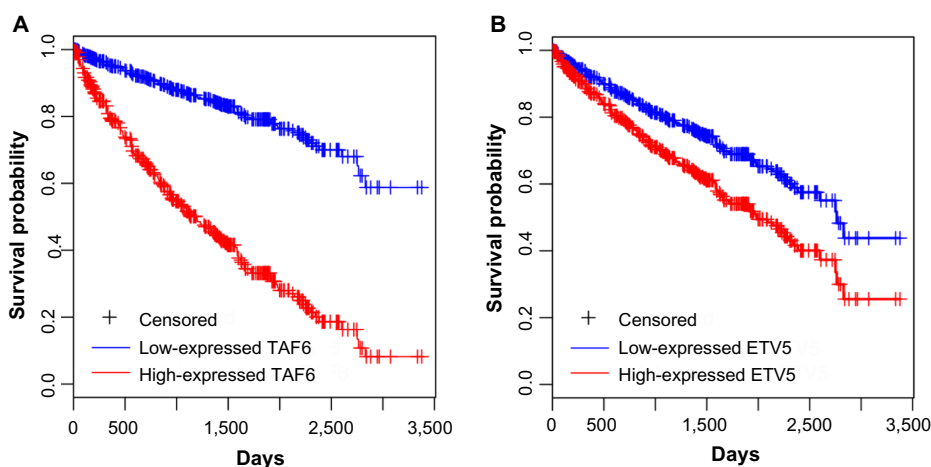 A
Survival probability
1.0
0.8
0.6
0.4
0.2
0.0
Censored
Low-expressed TAF6
High-expressed TAF6
0 500 1,500 2,500 3,500
Days
B
Survival probability
1.0
0.8
0.6
0.4
0.2
0.0
Censored
Low-expressed ETV5
High-expressed ETV5
0 500 1,500 2,500 3,500
Days